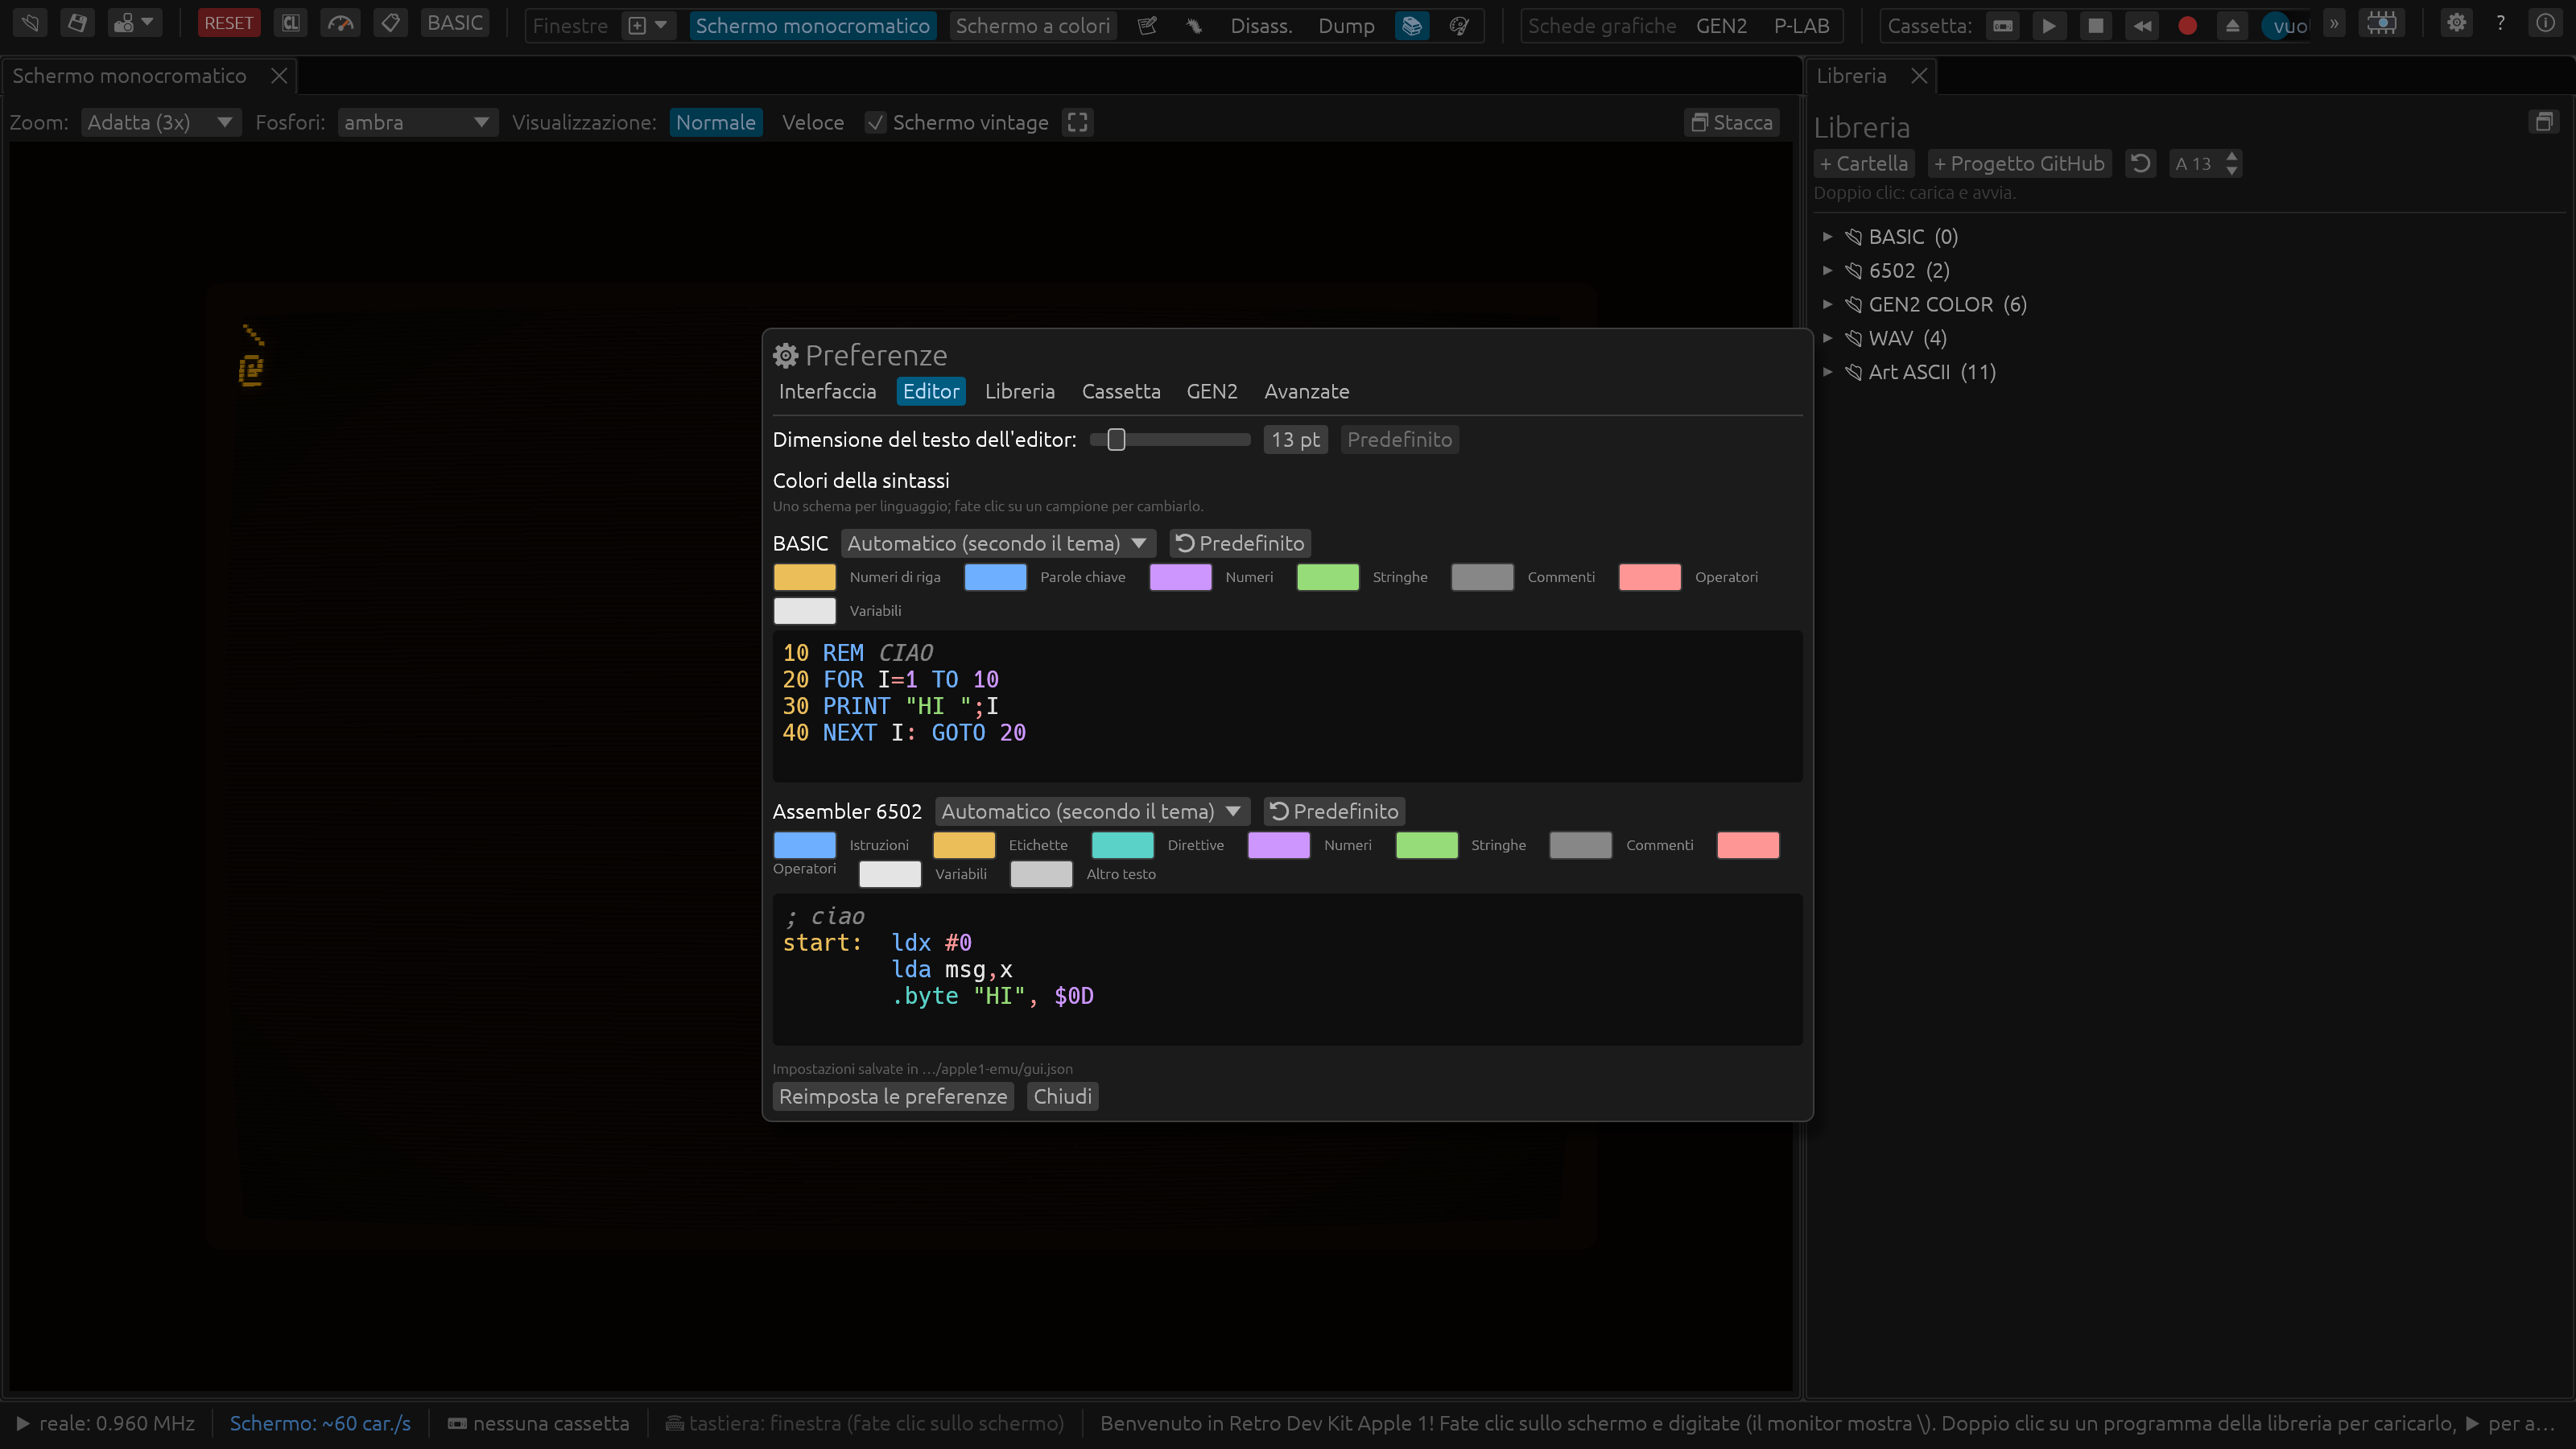 RESET BASIC Finestre Schermo monocromatico Schermo a colori Disass. Dump Schede grafiche GEN2 P-LAB Cassetta: vuo » ?
Schermo monocromatico
Libreria
Zoom: Adatta (3x) Fosfori: ambra Visualizzazione: Normale Veloce Schermo vintage Stacca
Libreria
+ Cartella + Progetto GitHub A 13
Doppio clic: carica e avvia.
BASIC (0)
6502 (2)
GEN2 COLOR (6)
WAV (4)
Art ASCII (11)
\
@
Preferenze
Interfaccia Editor Libreria Cassetta GEN2 Avanzate
Dimensione del testo dell'editor: 13 pt Predefinito
Colori della sintassi
Uno schema per linguaggio; fate clic su un campione per cambiarlo.
BASIC Automatico (secondo il tema) Predefinito
Numeri di riga Parole chiave Numeri Stringhe Commenti Operatori
Variabili
10 REM CIAO
20 FOR I=1 TO 10
30 PRINT "HI ";I
40 NEXT I: GOTO 20
Assembler 6502 Automatico (secondo il tema) Predefinito
Istruzioni Etichette Direttive Numeri Stringhe Commenti
Operatori Variabili Altro testo
; ciao
start: ldx #0
lda msg,x
.byte "HI", $0D
Impostazioni salvate in …/apple1-emu/gui.json
Reimposta le preferenze Chiudi
reale: 0.960 MHz Schermo: ~60 car./s nessuna cassetta tastiera: finestra (fate clic sullo schermo) Benvenuto in Retro Dev Kit Apple 1! Fate clic sullo schermo e digitate (il monitor mostra \). Doppio clic su un programma della libreria per caricarlo, ▶ per a…